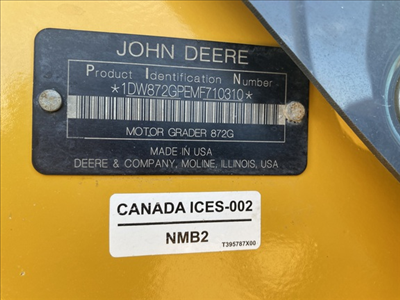 JOHN DEERE
Product Identification Number
*1DW872GPEMF710310*
MOTOR GRADER 872G
MADE IN USA
DEERE & COMPANY, MOLINE, ILLINOIS, USA
CANADA ICES-002
NMB2
T395787X00